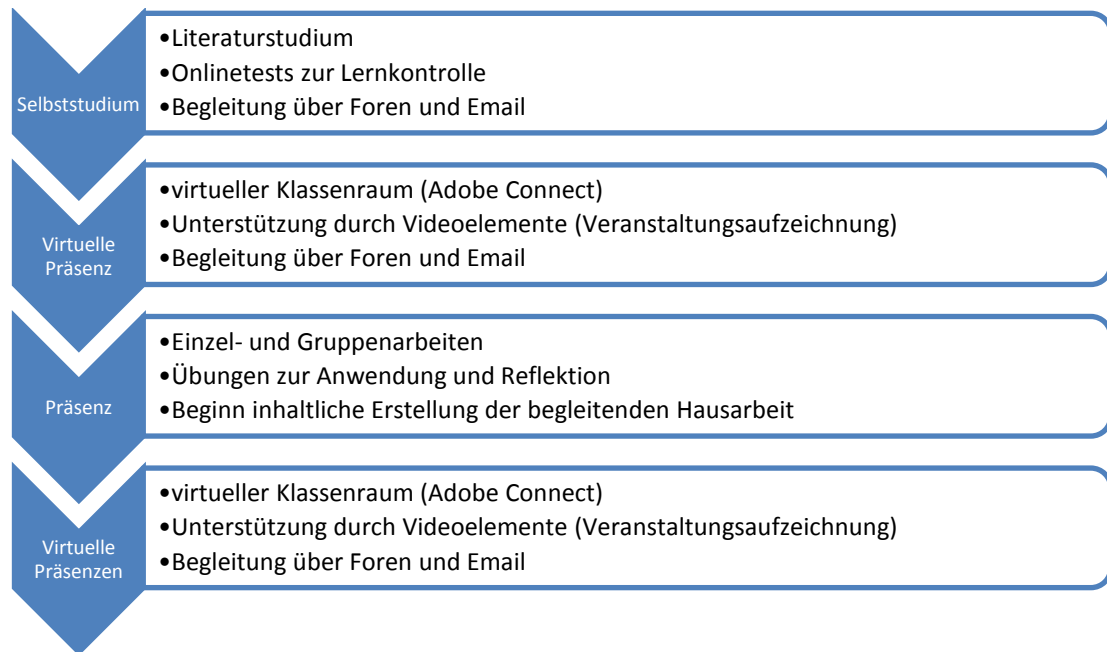 Selbststudium
•Literaturstudium
•Onlinetests zur Lernkontrolle
•Begleitung über Foren und Email
Virtuelle
Präsenz
•virtueller Klassenraum (Adobe Connect)
•Unterstützung durch Videoelemente (Veranstaltungsaufzeichnung)
•Begleitung über Foren und Email
Präsenz
•Einzel- und Gruppenarbeiten
•Übungen zur Anwendung und Reflektion
•Beginn inhaltliche Erstellung der begleitenden Hausarbeit
Virtuelle
Präsenzen
•virtueller Klassenraum (Adobe Connect)
•Unterstützung durch Videoelemente (Veranstaltungsaufzeichnung)
•Begleitung über Foren und Email